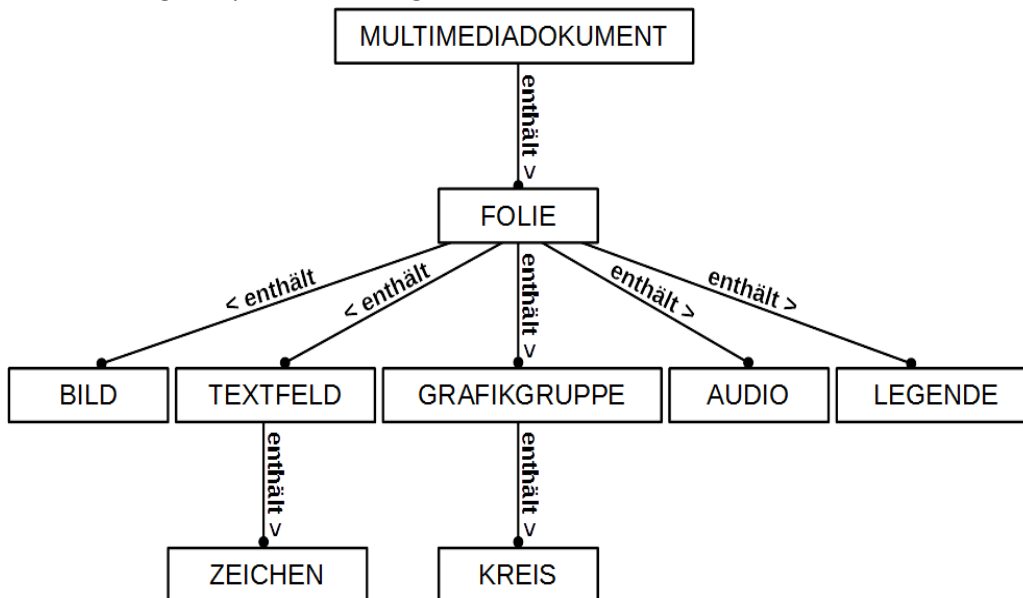 MULTIMEDIADOKUMENT
enthält >
FOLIE
< enthält
< enthält
enthält >
enthält >
enthält >
BILD
TEXTFELD
GRAFIKGRUPPE
AUDIO
LEGENDE
enthält >
enthält >
ZEICHEN
KREIS